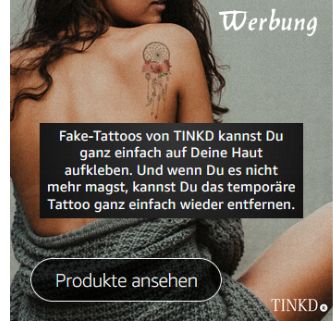 Werbung
Fake-Tattoos von TINKD kannst Du
ganz einfach auf Deine Haut
aufkleben. Und wenn Du es nicht
mehr magst, kannst Du das temporäre
Tattoo ganz einfach wieder entfernen.
Produkte ansehen
TINKD